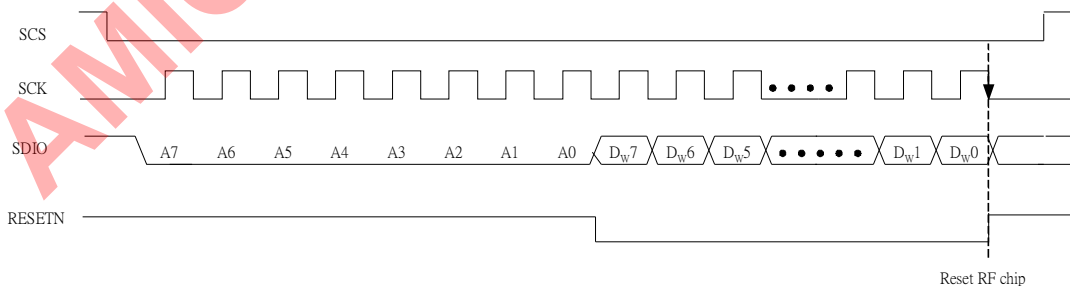 SCS
SCK
SDIO
A7 A6 A5 A4 A3 A2 A1 A0 DW7 DW6 DW5 DW1 DW0
RESETN
Reset RF chip
AMIC